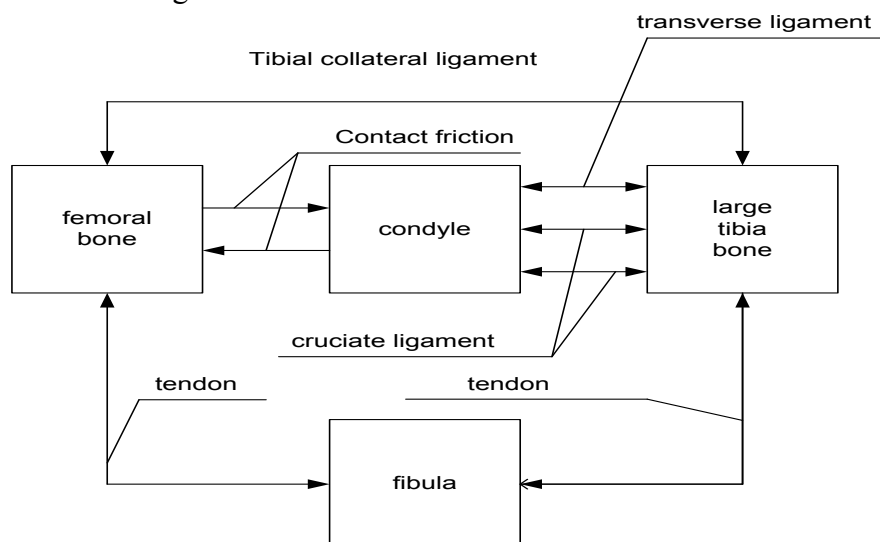 transverse ligament
Tibial collateral ligament
Contact friction
femoral
bone
condyle
large
tibia
bone
cruciate ligament
tendon
tendon
fibula